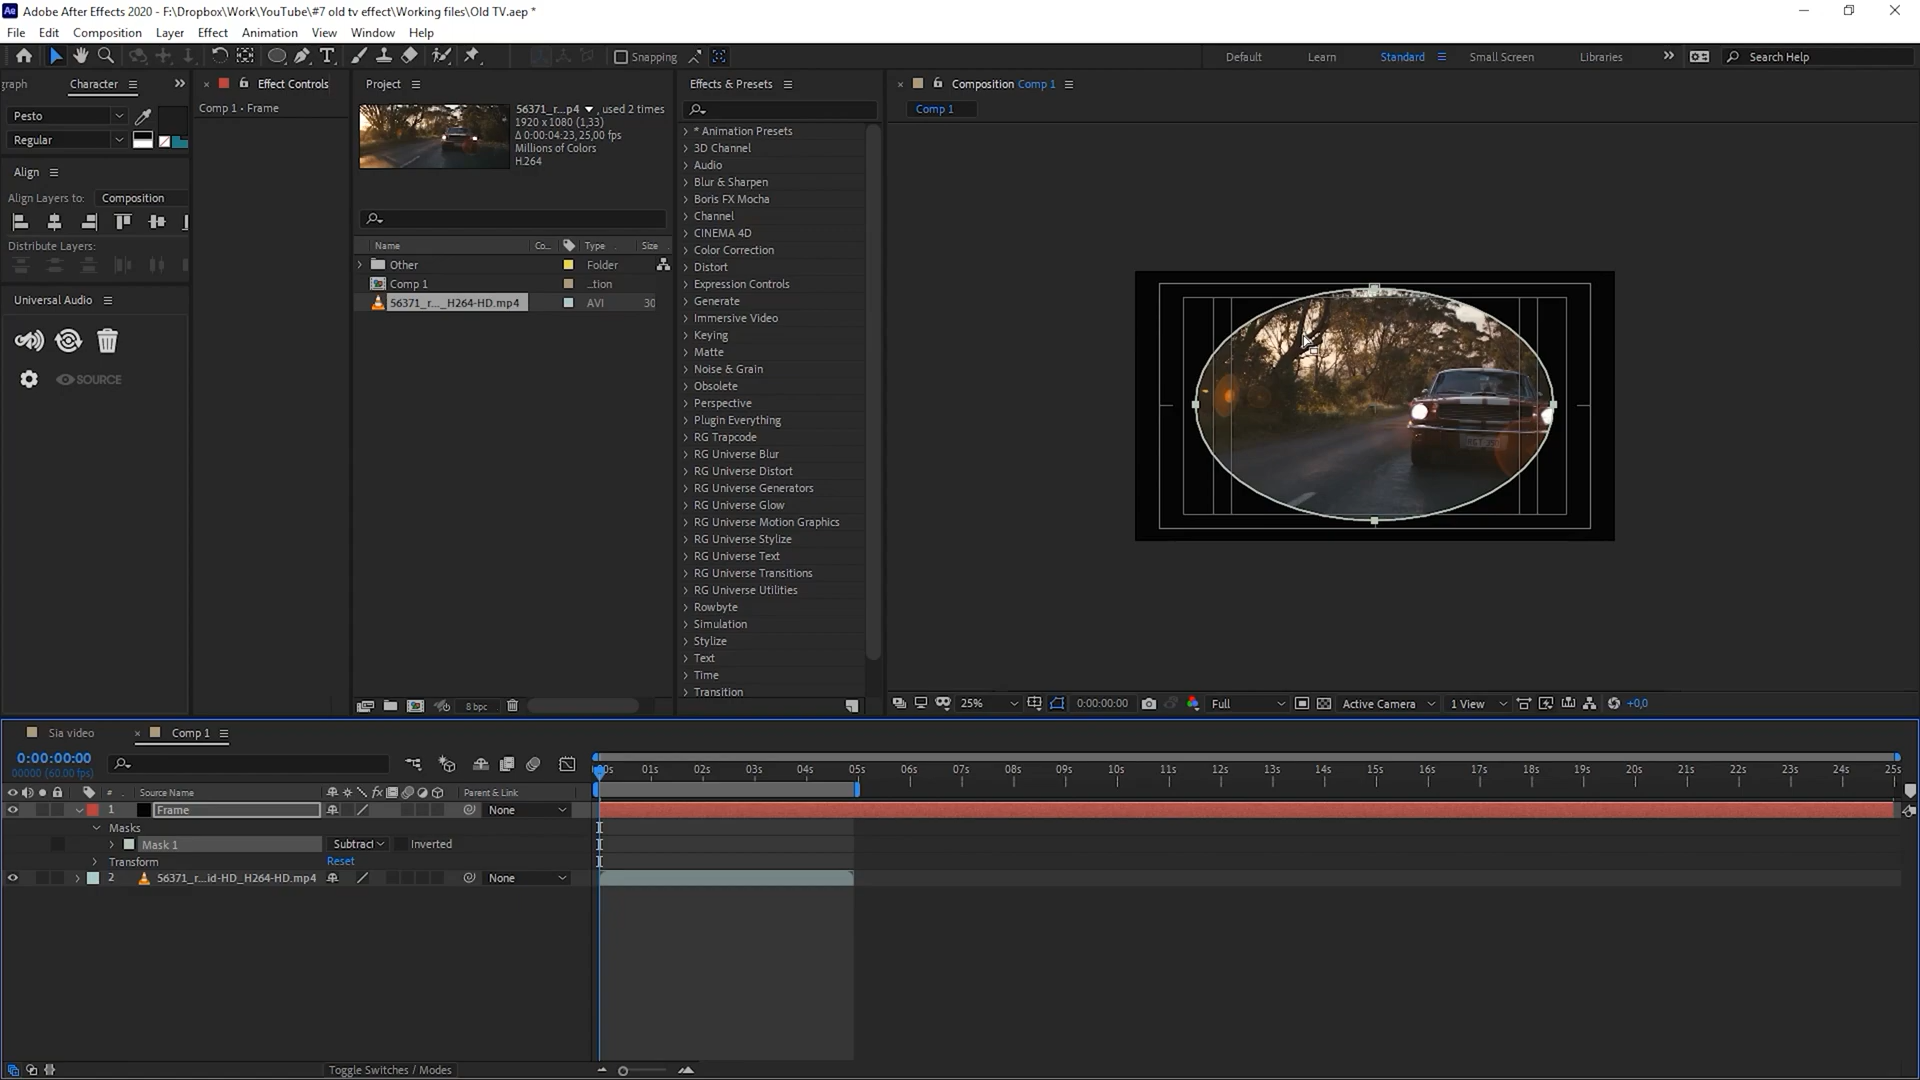 Adobe After Effects 2020 - F:\Dropbox\Work\YouTube\#7 old tv effect\Working files\Old TV.aep *
File Edit Composition Layer Effect Animation View Window Help
Snapping
Default Learn Standard Small Screen Libraries Search Help
graph Character
Pesto
Regular
Align
Align Layers to: Composition
Distribute Layers:
Universal Audio
SOURCE
Effect Controls
Comp 1 • Frame
Project
56371_r...p4 , used 2 times
1920 x 1080 (1,33)
Δ 0:00:04:23, 25,00 fps
Millions of Colors
H.264
Name Co... Type Size
Other Folder
Comp 1 ...tion
56371_r..._H264-HD.mp4 AVI 30
8 bpc
Effects & Presets
* Animation Presets
3D Channel
Audio
Blur & Sharpen
Boris FX Mocha
Channel
CINEMA 4D
Color Correction
Distort
Expression Controls
Generate
Immersive Video
Keying
Matte
Noise & Grain
Obsolete
Perspective
Plugin Everything
RG Trapcode
RG Universe Blur
RG Universe Distort
RG Universe Generators
RG Universe Glow
RG Universe Motion Graphics
RG Universe Stylize
RG Universe Text
RG Universe Transitions
RG Universe Utilities
Rowbyte
Simulation
Stylize
Text
Time
Transition
Composition Comp 1
Comp 1
25% 0:00:00:00 Full Active Camera 1 View +0,0
Sia video Comp 1
0:00:00:00
00000 (60.00 fps)
# Source Name Parent & Link
01s 02s 03s 04s 05s 06s 07s 08s 09s 10s 11s 12s 13s 14s 15s 16s 17s 18s 19s 20s 21s 22s 23s 24s 25s
1 Frame None
Masks
Mask 1 Subtract Inverted
Transform Reset
2 56371_r...id-HD_H264-HD.mp4 None
Toggle Switches / Modes